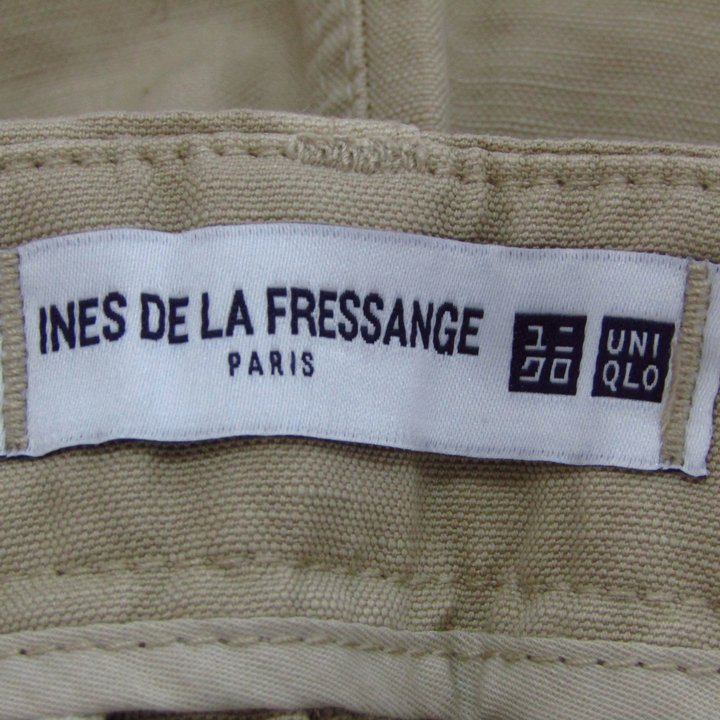 INES DE LA FRESSANGE
PARIS
ユニ
クロ
UNI
QLO